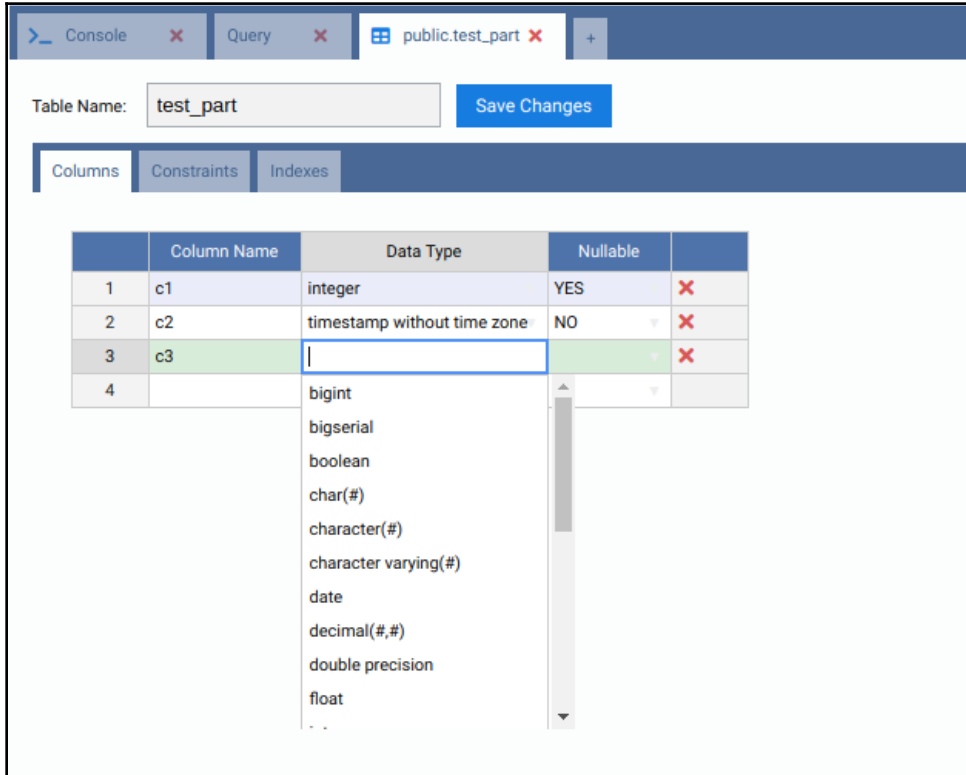 Console Query public.test_part +
Table Name: test_part Save Changes
Columns Constraints Indexes
Column Name Data Type Nullable
1 c1 integer YES
2 c2 timestamp without time zone NO
3 c3
4
bigint
bigserial
boolean
char(#)
character(#)
character varying(#)
date
decimal(#,#)
double precision
float